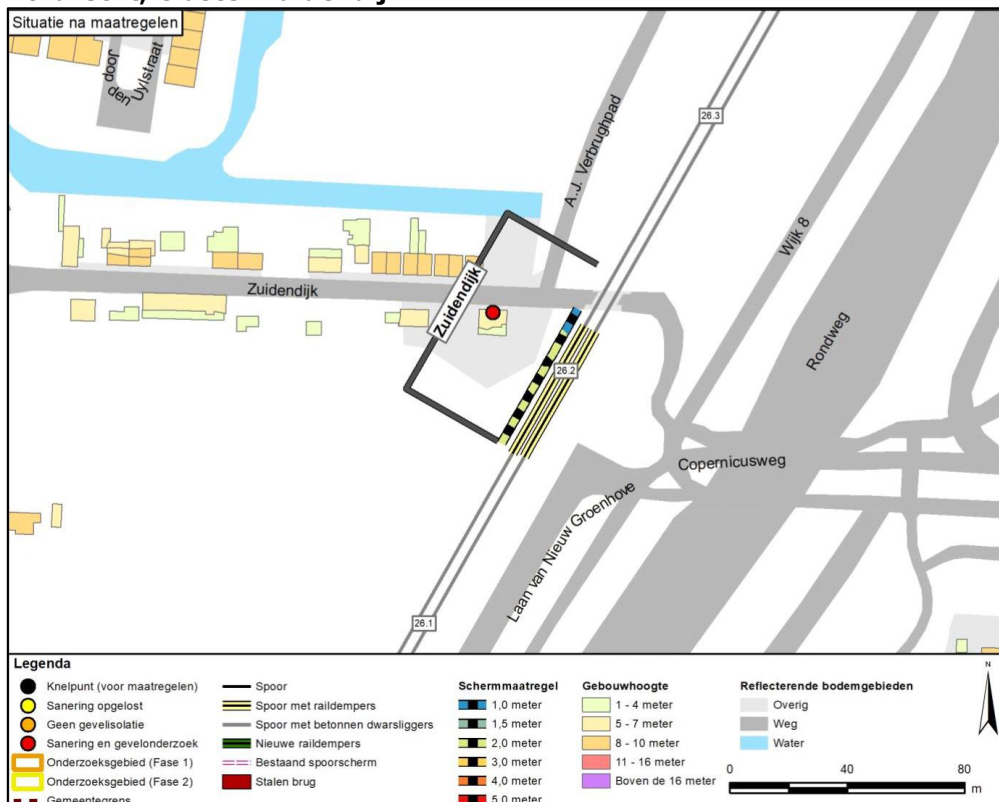 Situatie na maatregelen
Joop
den
Uylstraat
A.J. Verbrughpad
26.3
Wijk 8
Zuidendijk
Zuidendijk
Rondweg
26.2
Copernicusweg
Laan van Nieuw Groenhove
26.1
Legenda
Knelpunt (voor maatregelen)
Sanering opgelost
Geen gevelisolatie
Sanering en gevelonderzoek
Onderzoeksgebied (Fase 1)
Onderzoeksgebied (Fase 2)
Gemeentegrens
Spoor
Spoor met raildempers
Spoor met betonnen dwarsliggers
Nieuwe raildempers
Bestaand spoorscherm
Stalen brug
Schermmaatregel
1,0 meter
1,5 meter
2,0 meter
3,0 meter
4,0 meter
5,0 meter
Gebouwhoogte
1 - 4 meter
5 - 7 meter
8 - 10 meter
11 - 16 meter
Boven de 16 meter
Reflecterende bodemgebieden
Overig
Weg
Water
N
0 40 80
m